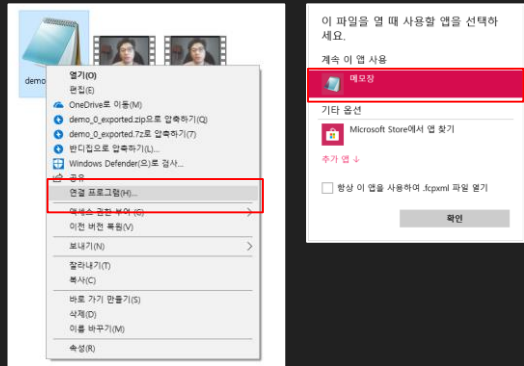 demo
열기(O)
편집(E)
OneDrive로 이동(M)
demo_0_exported.zip으로 압축하기(Q)
demo_0_exported.7z로 압축하기(7)
반디집으로 압축하기(L)...
Windows Defender(으)로 검사...
공유
연결 프로그램(H)...
액세스 권한 부여 (G)
이전 버전 복원(V)
보내기(N)
잘라내기(T)
복사(C)
바로 가기 만들기(S)
삭제(D)
이름 바꾸기(M)
속성(R)
이 파일을 열 때 사용할 앱을 선택하
세요.
계속 이 앱 사용
메모장
기타 옵션
Microsoft Store에서 앱 찾기
추가 앱 ↓
항상 이 앱을 사용하여 .fcpxml 파일 열기
확인